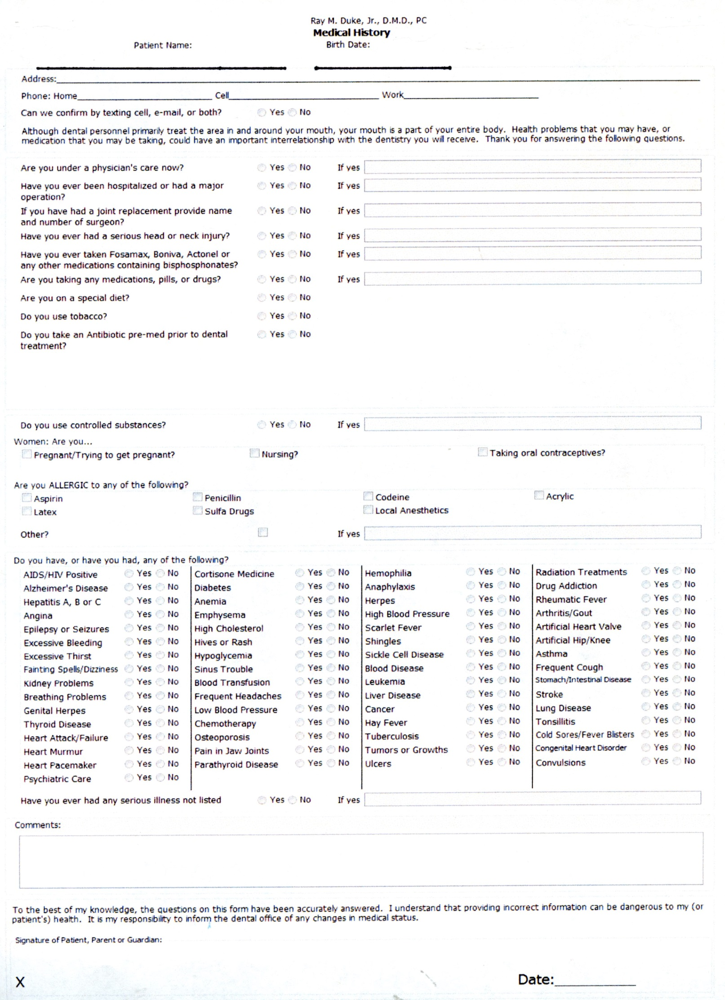 Ray M. Duke, Jr., D.M.D., PC
Medical History
Patient Name: Birth Date:
Address:
Phone: Home Cell Work
Can we confirm by texting cell, e-mail, or both? Yes No
Although dental personnel primarily treat the area in and around your mouth, your mouth is a part of your entire body. Health problems that you may have, or
medication that you may be taking, could have an important interrelationship with the dentistry you will receive. Thank you for answering the following questions.
Are you under a physician's care now? Yes No If yes
Have you ever been hospitalized or had a major Yes No If yes
operation?
If you have had a joint replacement provide name Yes No If yes
and number of surgeon?
Have you ever had a serious head or neck injury? Yes No If yes
Have you ever taken Fosamax, Boniva, Actonel or Yes No If yes
any other medications containing bisphosphonates?
Are you taking any medications, pills, or drugs? Yes No If yes
Are you on a special diet? Yes No
Do you use tobacco? Yes No
Do you take an Antibiotic pre-med prior to dental Yes No
treatment?
Do you use controlled substances? Yes No If yes
Women: Are you...
Pregnant/Trying to get pregnant? Nursing? Taking oral contraceptives?
Are you ALLERGIC to any of the following?
Aspirin Penicillin Codeine Acrylic
Latex Sulfa Drugs Local Anesthetics
Other? If yes
Do you have, or have you had, any of the following?
AIDS/HIV Positive Yes No Cortisone Medicine Yes No Hemophilia Yes No Radiation Treatments Yes No
Alzheimer's Disease Yes No Diabetes Yes No Anaphylaxis Yes No Drug Addiction Yes No
Hepatitis A, B or C Yes No Anemia Yes No Herpes Yes No Rheumatic Fever Yes No
Angina Yes No Emphysema Yes No High Blood Pressure Yes No Arthritis/Gout Yes No
Epilepsy or Seizures Yes No High Cholesterol Yes No Scarlet Fever Yes No Artificial Heart Valve Yes No
Excessive Bleeding Yes No Hives or Rash Yes No Shingles Yes No Artificial Hip/Knee Yes No
Excessive Thirst Yes No Hypoglycemia Yes No Sickle Cell Disease Yes No Asthma Yes No
Fainting Spells/Dizziness Yes No Sinus Trouble Yes No Blood Disease Yes No Frequent Cough Yes No
Kidney Problems Yes No Blood Transfusion Yes No Leukemia Yes No Stomach/Intestinal Disease Yes No
Breathing Problems Yes No Frequent Headaches Yes No Liver Disease Yes No Stroke Yes No
Genital Herpes Yes No Low Blood Pressure Yes No Cancer Yes No Lung Disease Yes No
Thyroid Disease Yes No Chemotherapy Yes No Hay Fever Yes No Tonsillitis Yes No
Heart Attack/Failure Yes No Osteoporosis Yes No Tuberculosis Yes No Cold Sores/Fever Blisters Yes No
Heart Murmur Yes No Pain in Jaw Joints Yes No Tumors or Growths Yes No Congenital Heart Disorder Yes No
Heart Pacemaker Yes No Parathyroid Disease Yes No Ulcers Yes No Convulsions Yes No
Psychiatric Care Yes No
Have you ever had any serious illness not listed Yes No If yes
Comments:
To the best of my knowledge, the questions on this form have been accurately answered. I understand that providing incorrect information can be dangerous to my (or
patient's) health. It is my responsibility to inform the dental office of any changes in medical status.
Signature of Patient, Parent or Guardian:
X Date: